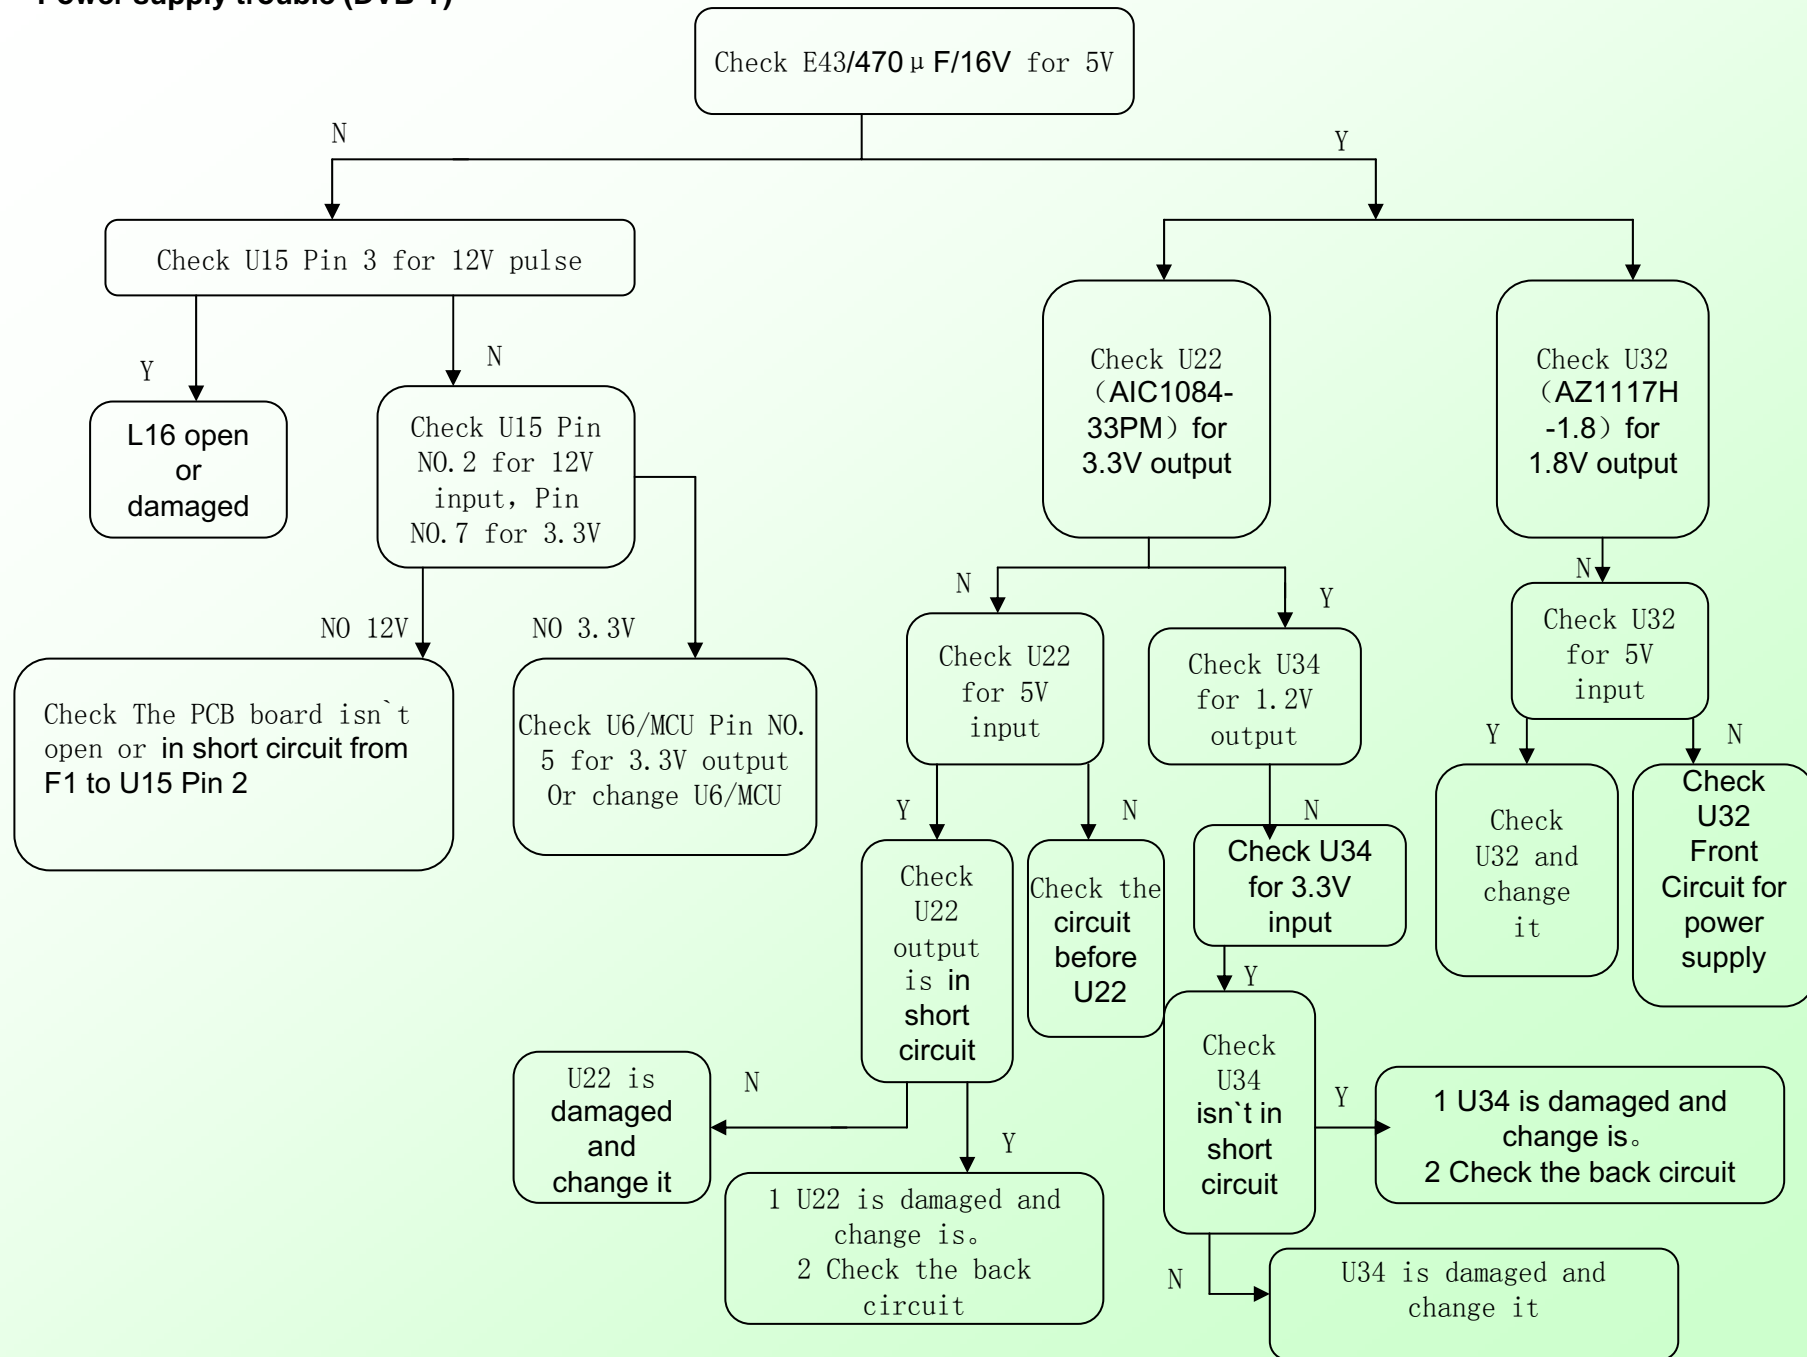 Power supply trouble (DVB-T)
Check E43/470μF/16V for 5V
N
Y
Check U15 Pin 3 for 12V pulse
Y
N
L16 open
or
damaged
Check U15 Pin
NO.2 for 12V
input，Pin
NO.7 for 3.3V
NO 12V
NO 3.3V
Check The PCB board isn`t
open or in short circuit from
F1 to U15 Pin 2
Check U6/MCU Pin NO.
5 for 3.3V output
Or change U6/MCU
Check U22
（AIC1084-
33PM）for
3.3V output
Check U32
（AZ1117H
-1.8）for
1.8V output
N
Y
N
Check U22
for 5V
input
Check U34
for 1.2V
output
Check U32
for 5V
input
Y
N
N
Y
N
Check
U22
output
is in
short
circuit
Check the
circuit
before
U22
Check U34
for 3.3V
input
Check
U32 and
change
it
Check
U32
Front
Circuit for
power
supply
Y
Check
U34
isn`t in
short
circuit
U22 is
damaged
and
change it
N
Y
1 U22 is damaged and
change is。
2 Check the back
circuit
Y
1 U34 is damaged and
change is。
2 Check the back circuit
N
U34 is damaged and
change it